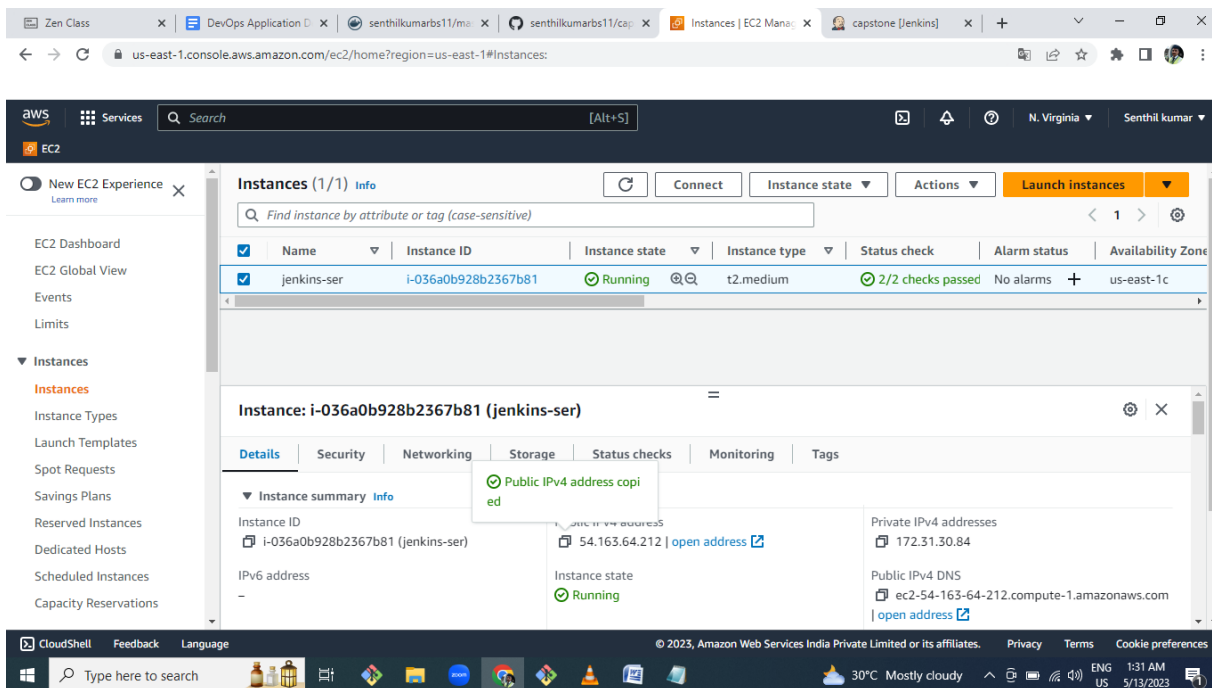 Zen Class
DevOps Application D
senthilkumarbs11/ma
senthilkumarbs11/cap
Instances | EC2 Manag
capstone [Jenkins]
us-east-1.console.aws.amazon.com/ec2/home?region=us-east-1#Instances:
aws Services Search [Alt+S] N. Virginia ▼ Senthil kumar ▼
EC2
New EC2 Experience
Learn more
EC2 Dashboard
EC2 Global View
Events
Limits
▼ Instances
Instances
Instance Types
Launch Templates
Spot Requests
Savings Plans
Reserved Instances
Dedicated Hosts
Scheduled Instances
Capacity Reservations
Instances (1/1) Info
Connect Instance state ▼ Actions ▼ Launch instances ▼
Find instance by attribute or tag (case-sensitive)
< 1 >
Name Instance ID Instance state Instance type Status check Alarm status Availability Zone
jenkins-ser i-036a0b928b2367b81 Running t2.medium 2/2 checks passed No alarms + us-east-1c
Instance: i-036a0b928b2367b81 (jenkins-ser)
Details Security Networking Storage Status checks Monitoring Tags
Public IPv4 address copi
ed
▼ Instance summary Info
Instance ID
i-036a0b928b2367b81 (jenkins-ser)
Public IPv4 address
54.163.64.212 | open address
Private IPv4 addresses
172.31.30.84
IPv6 address
–
Instance state
Running
Public IPv4 DNS
ec2-54-163-64-212.compute-1.amazonaws.com
| open address
CloudShell Feedback Language © 2023, Amazon Web Services India Private Limited or its affiliates. Privacy Terms Cookie preferences
Type here to search
zoom
30°C Mostly cloudy
ENG
US
1:31 AM
5/13/2023
1